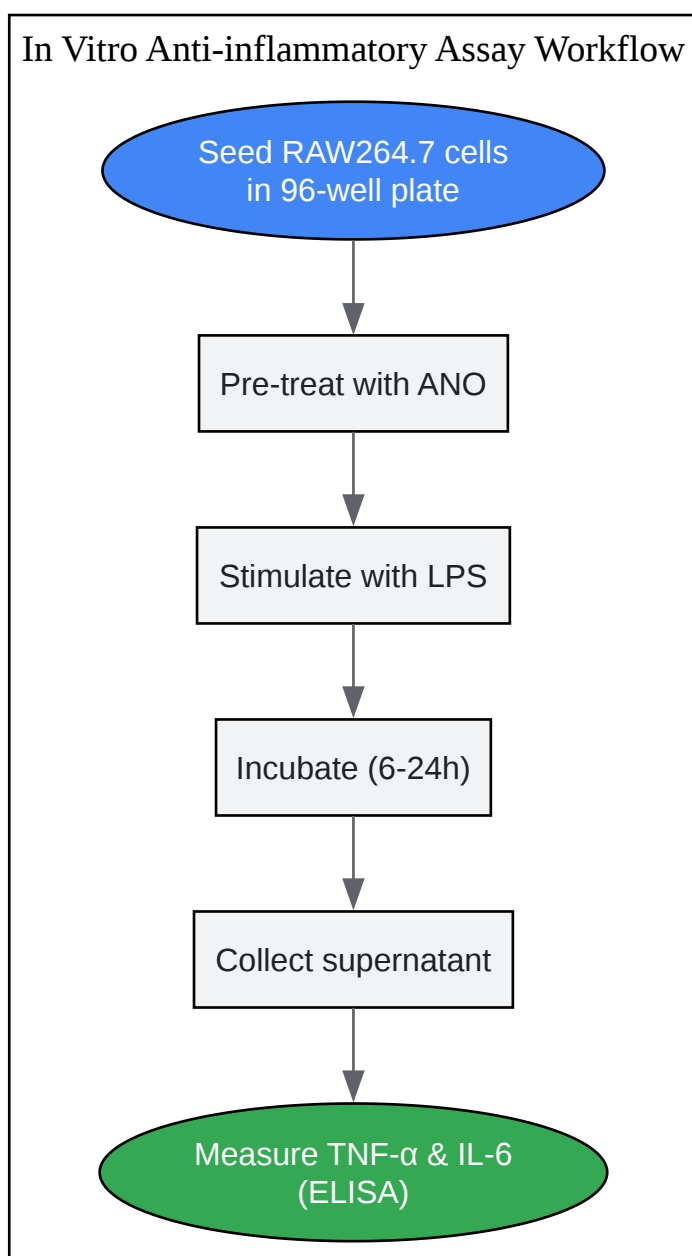 In Vitro Anti-inflammatory Assay Workflow
Seed RAW264.7 cells
in 96-well plate
Pre-treat with ANO
Stimulate with LPS
Incubate (6-24h)
Collect supernatant
Measure TNF-α & IL-6
(ELISA)